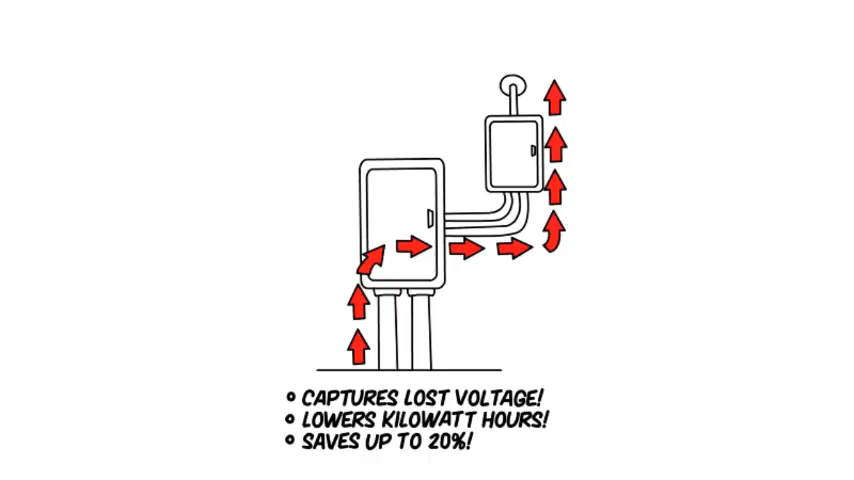 CAPTURES LOST VOLTAGE!
LOWERS KILOWATT HOURS!
SAVES UP TO 20%!